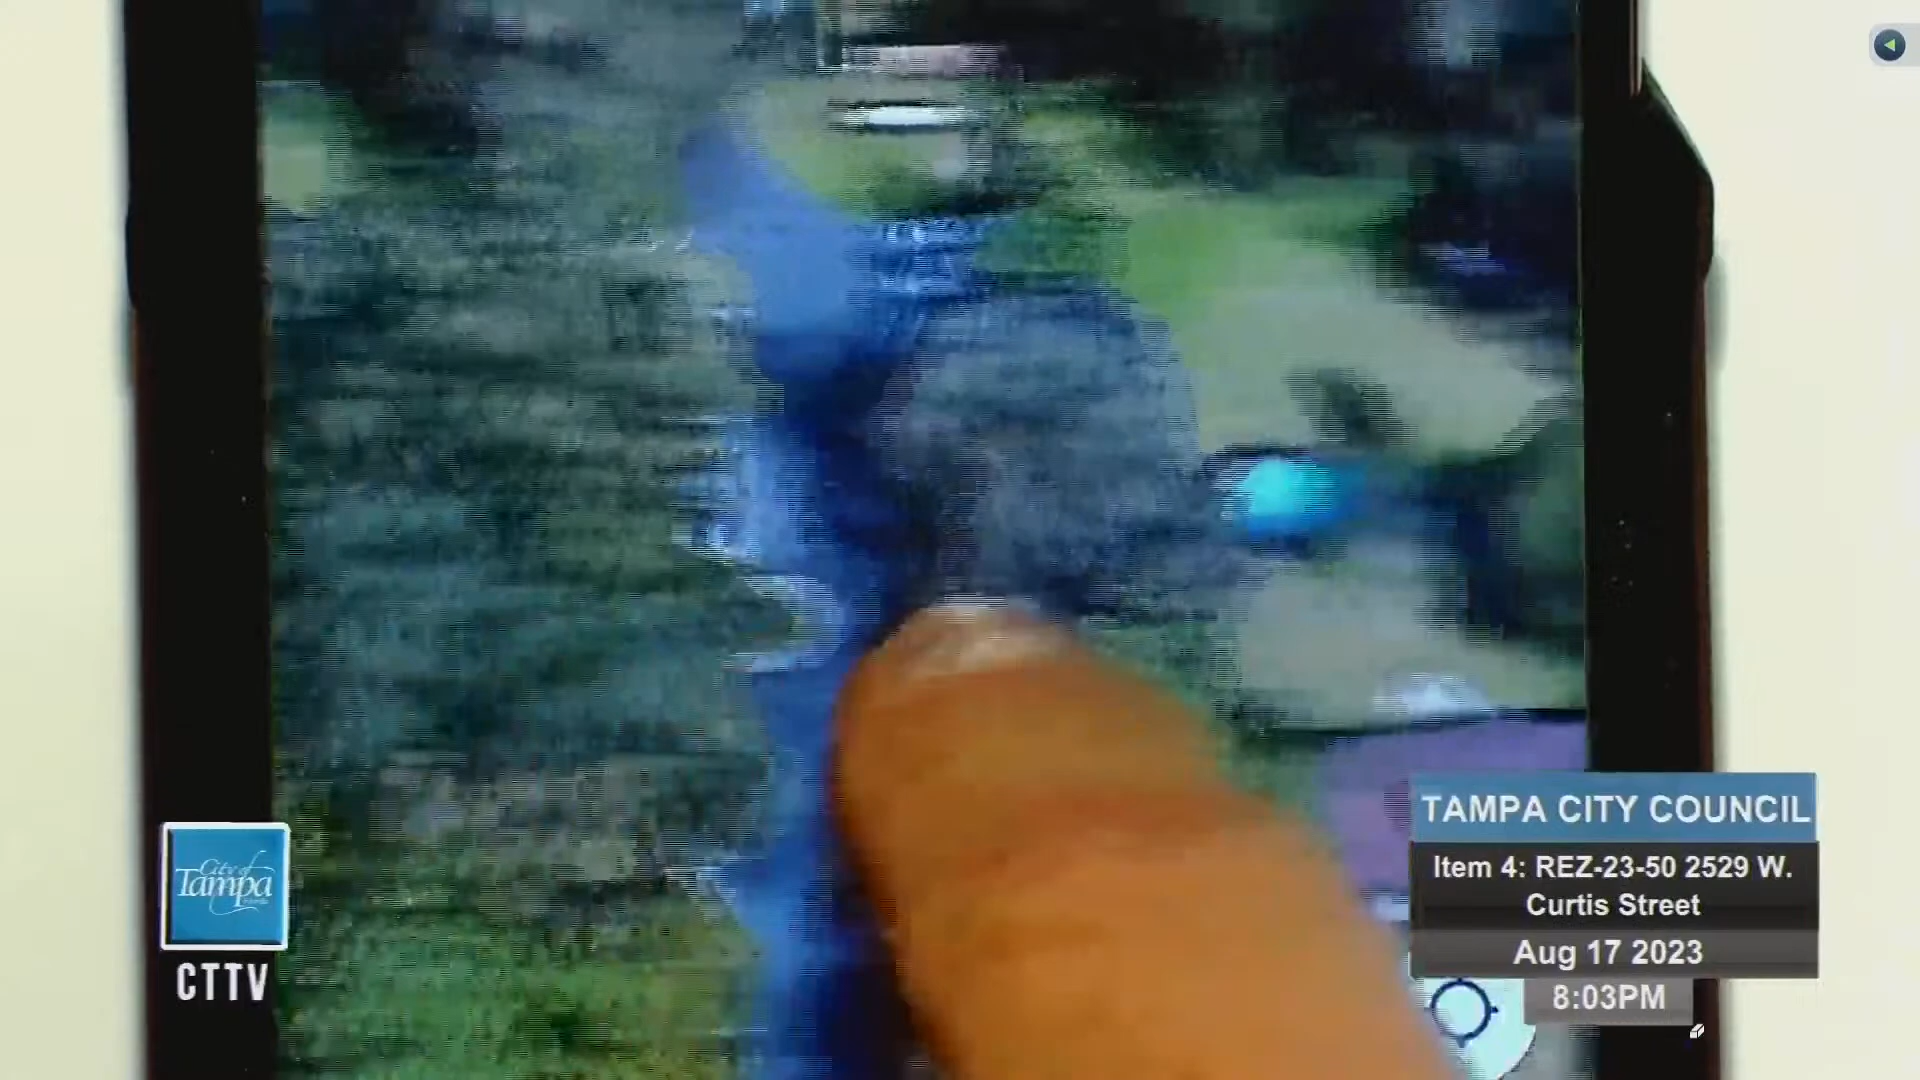 TAMPA CITY COUNCIL
Item 4: REZ-23-50 2529 W.
Curtis Street
Aug 17 2023
8:03PM
City of
Tampa
CTTV